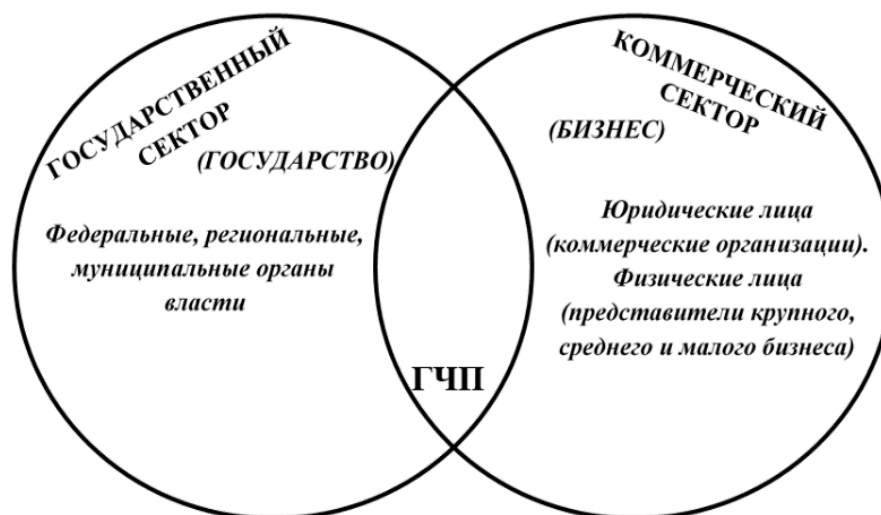 ГОСУДАРСТВЕННЫЙ
СЕКТОР
(ГОСУДАРСТВО)
Федеральные, региональные,
муниципальные органы
власти
ГЧП
КОММЕРЧЕСКИЙ
СЕКТОР
(БИЗНЕС)
Юридические лица
(коммерческие организации).
Физические лица
(представители крупного,
среднего и малого бизнеса)